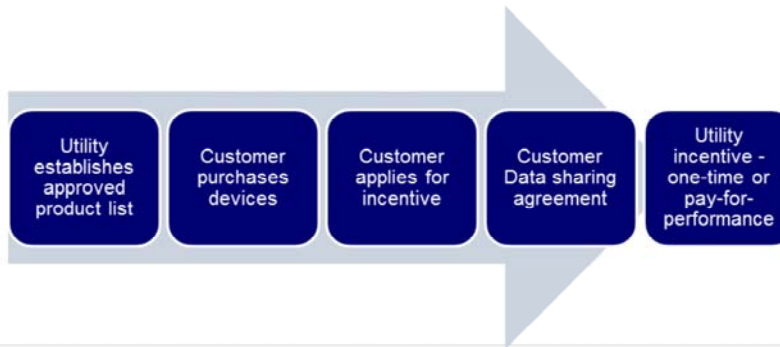 Utility
establishes
approved
product list
Customer
purchases
devices
Customer
applies for
incentive
Customer
Data sharing
agreement
Utility
incentive -
one-time or
pay-for-
performance